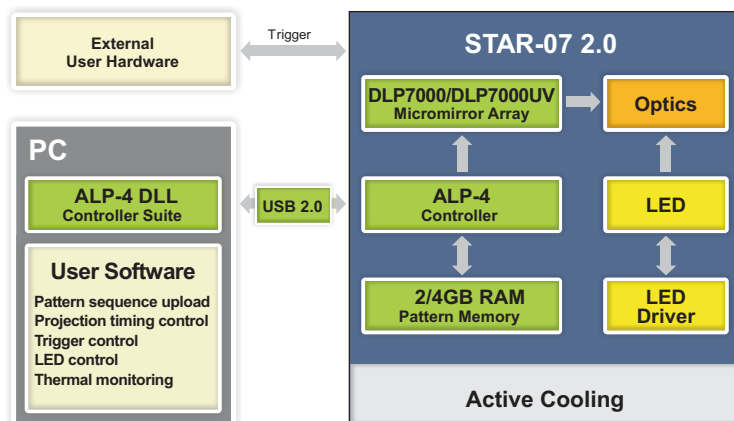 External
User Hardware
Trigger
STAR-07 2.0
DLP7000/DLP7000UV
Micromirror Array
Optics
PC
ALP-4 DLL
Controller Suite
USB 2.0
ALP-4
Controller
LED
User Software
Pattern sequence upload
Projection timing control
Trigger control
LED control
Thermal monitoring
2/4GB RAM
Pattern Memory
LED
Driver
Active Cooling